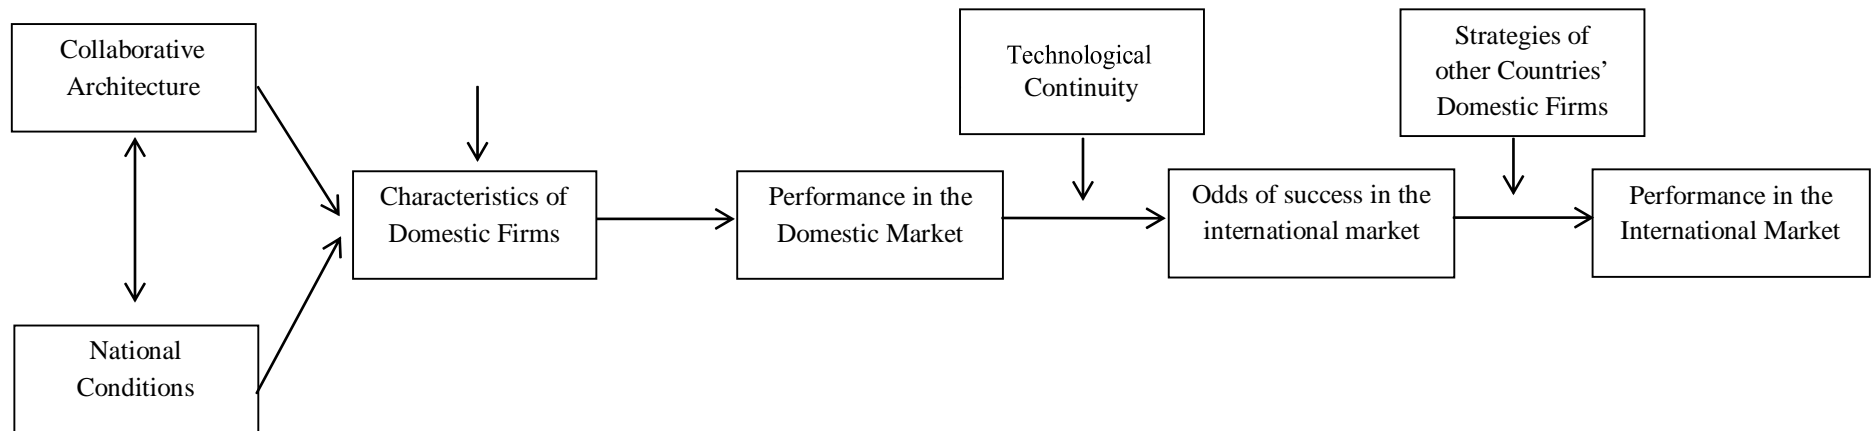 Collaborative
Architecture
National
Conditions
Characteristics of
Domestic Firms
Performance in the
Domestic Market
Technological
Continuity
Odds of success in the
international market
Strategies of
other Countries’
Domestic Firms
Performance in the
International Market